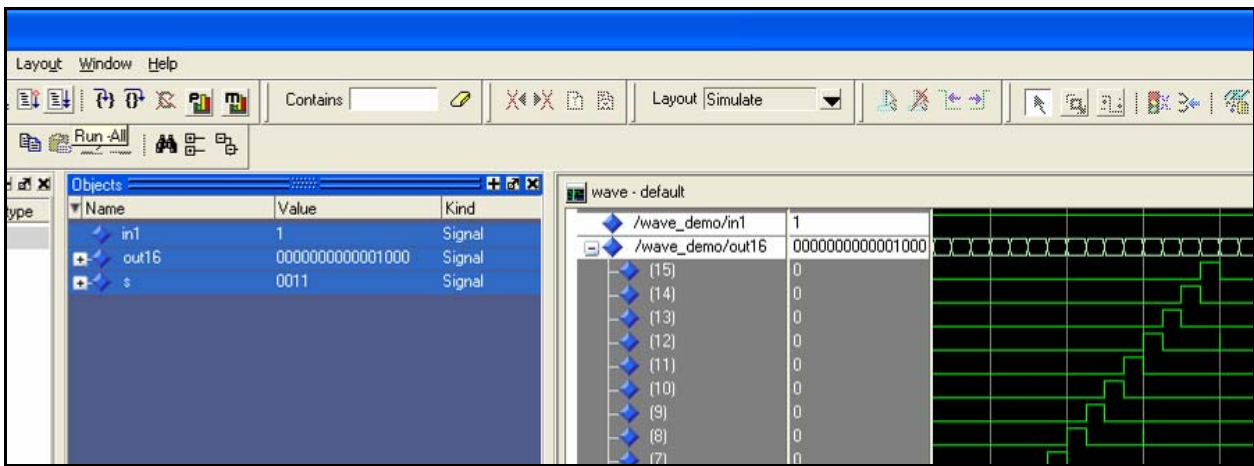 Layout Window Help
Contains
Layout Simulate
Run -All
Objects
type
Name Value Kind
in1 1 Signal
out16 0000000000001000 Signal
s 0011 Signal
wave - default
/wave_demo/in1 1
/wave_demo/out16 0000000000001000
(15) 0
(14) 0
(13) 0
(12) 0
(11) 0
(10) 0
(9) 0
(8) 0
(7) 0